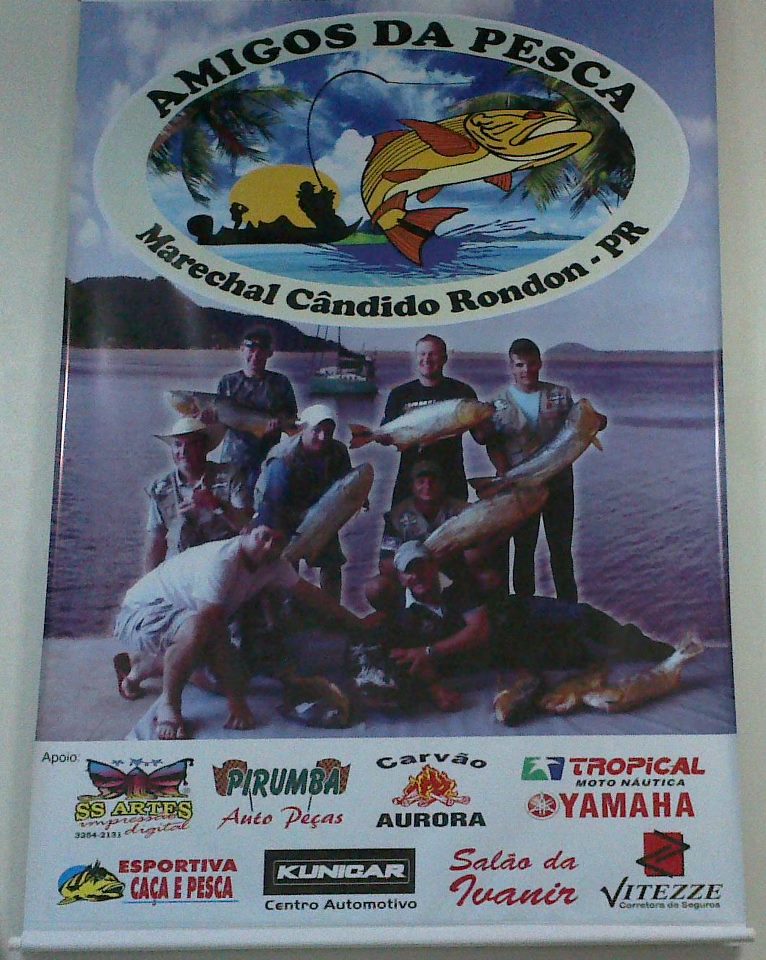 AMIGOS DA PESCA
Marechal Cândido Rondon - PR
Apoio:
SS ARTES
impressão digital
3254-2131
PIRUMBA
Auto Peças
Carvão
AURORA
TROPICAL
MOTO NÁUTICA
YAMAHA
ESPORTIVA
CAÇA E PESCA
KUNICAR
Centro Automotivo
Salão da
Ivanir
VITEZZE
Corretora de Seguros